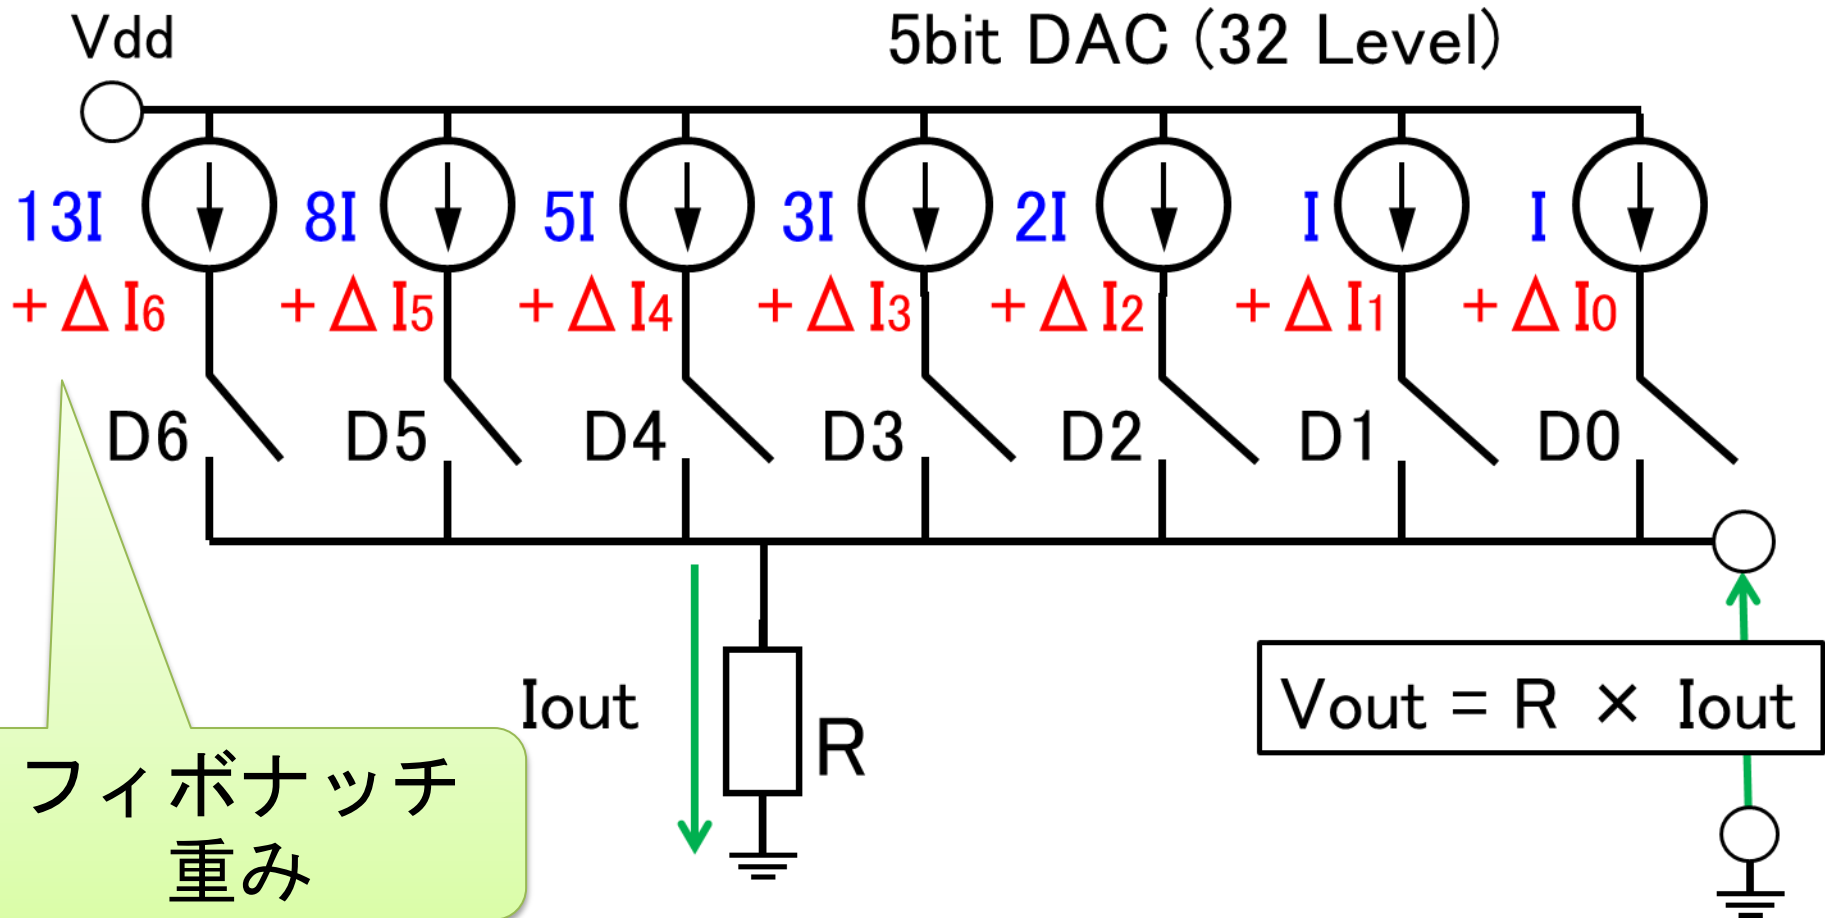 Vdd
5bit DAC (32 Level)
13I 8I 5I 3I 2I I I
+ΔI6 +ΔI5 +ΔI4 +ΔI3 +ΔI2 +ΔI1 +ΔI0
D6 D5 D4 D3 D2 D1 D0
Iout
R
Vout = R × Iout
フィボナッチ
重み